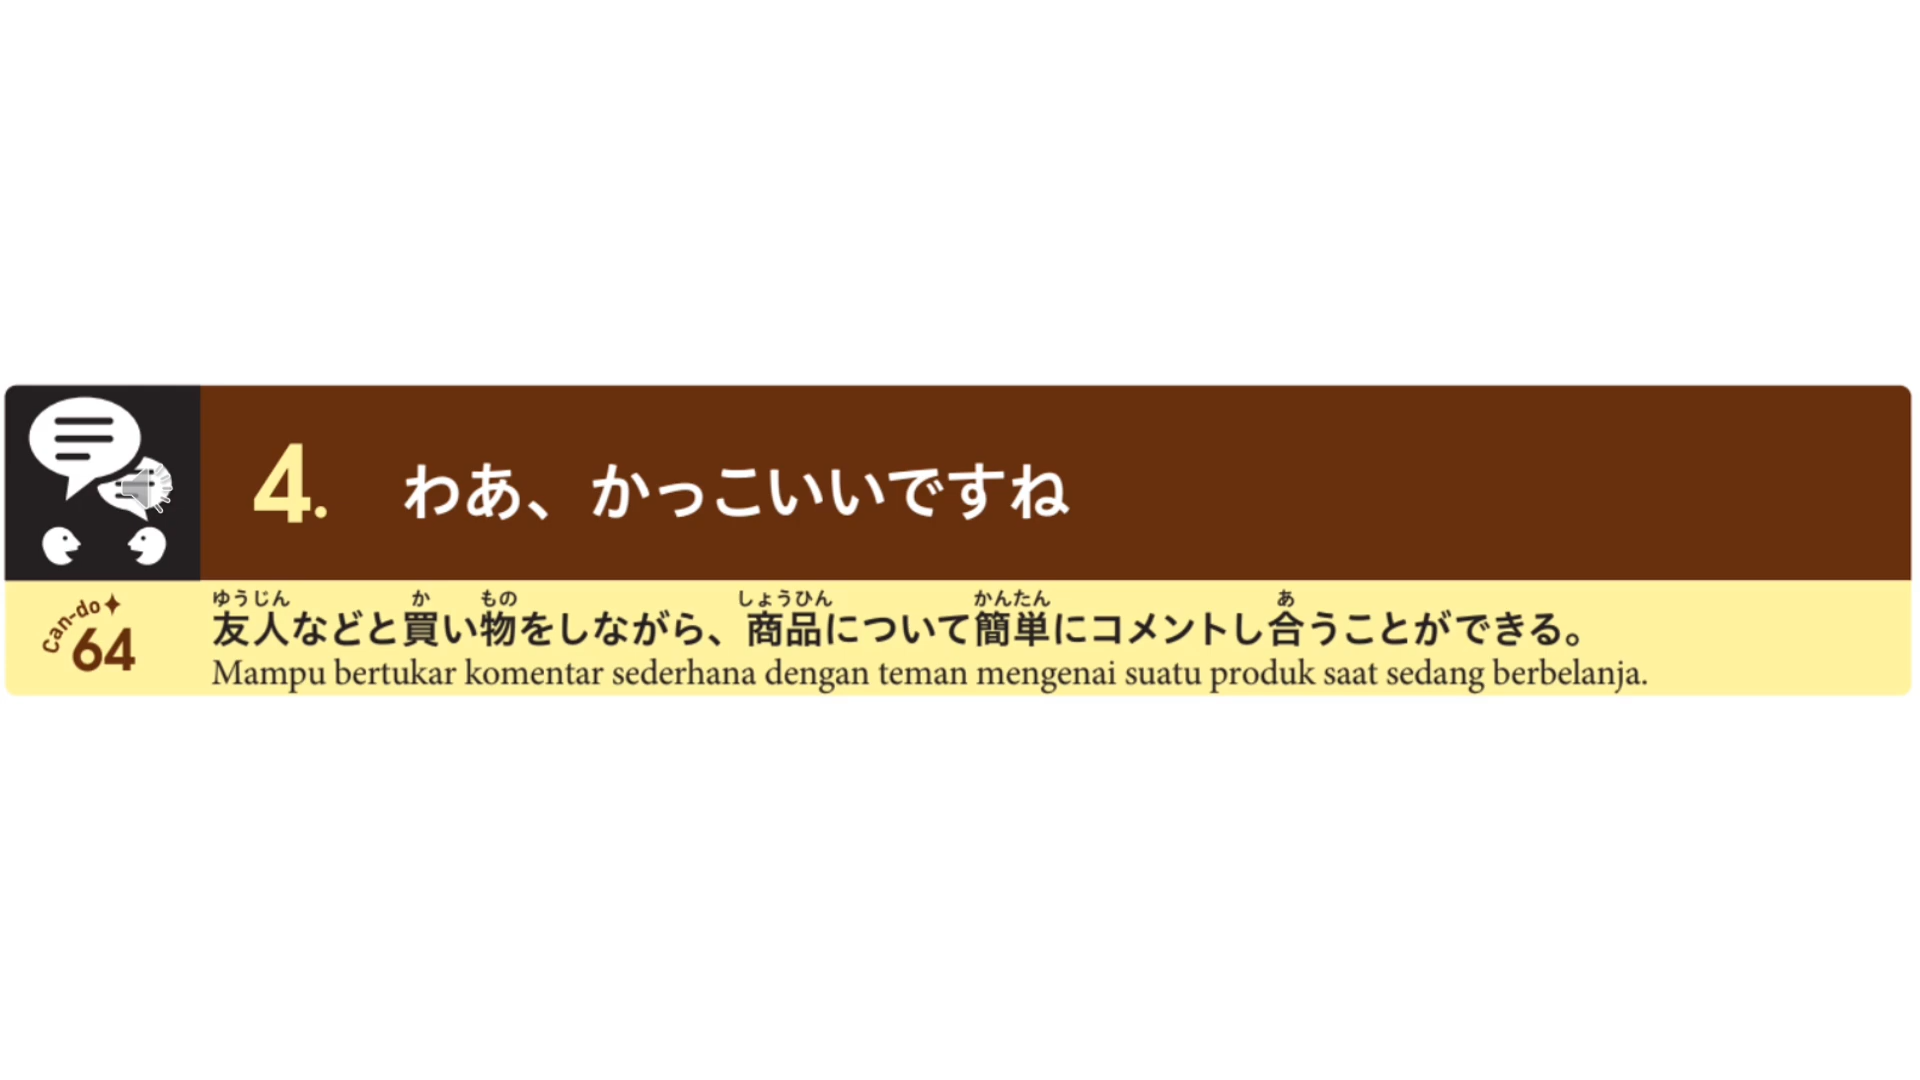 4. わあ、かっこいいですね
Can-do 64
ゆうじん か もの しょうひん かんたん あ
友人などと買い物をしながら、商品について簡単にコメントし合うことができる。
Mampu bertukar komentar sederhana dengan teman mengenai suatu produk saat sedang berbelanja.